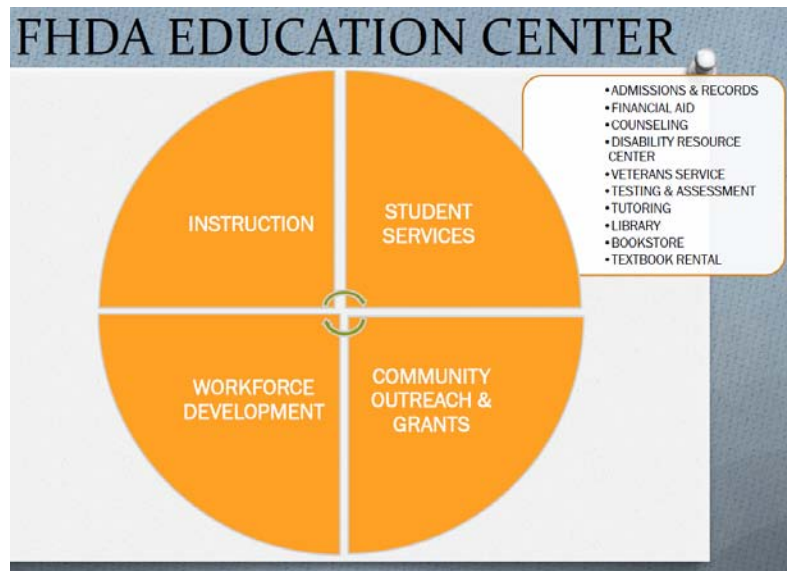 FHDA EDUCATION CENTER
•ADMISSIONS & RECORDS
•FINANCIAL AID
•COUNSELING
•DISABILITY RESOURCE
CENTER
•VETERANS SERVICE
•TESTING & ASSESSMENT
•TUTORING
•LIBRARY
•BOOKSTORE
•TEXTBOOK RENTAL
INSTRUCTION
STUDENT
SERVICES
WORKFORCE
DEVELOPMENT
COMMUNITY
OUTREACH &
GRANTS